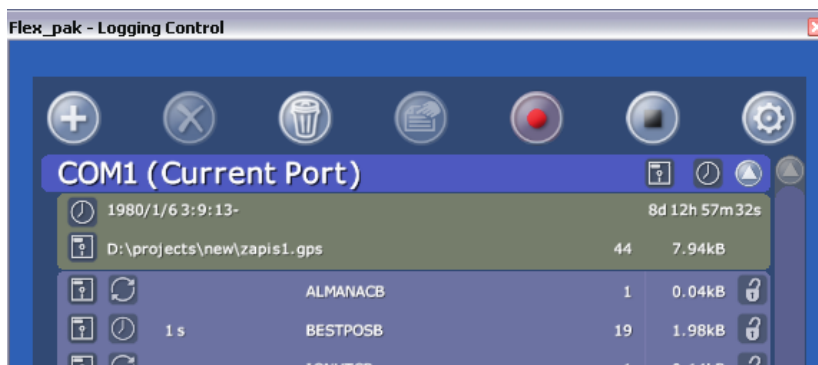 Flex_pak - Logging Control
COM1 (Current Port)
1980/1/6 3:9:13- 8d 12h 57m 32s
D:\projects\new\zapis1.gps 44 7.94kB
ALMANACB 1 0.04kB
1 s BESTPOSB 19 1.98kB